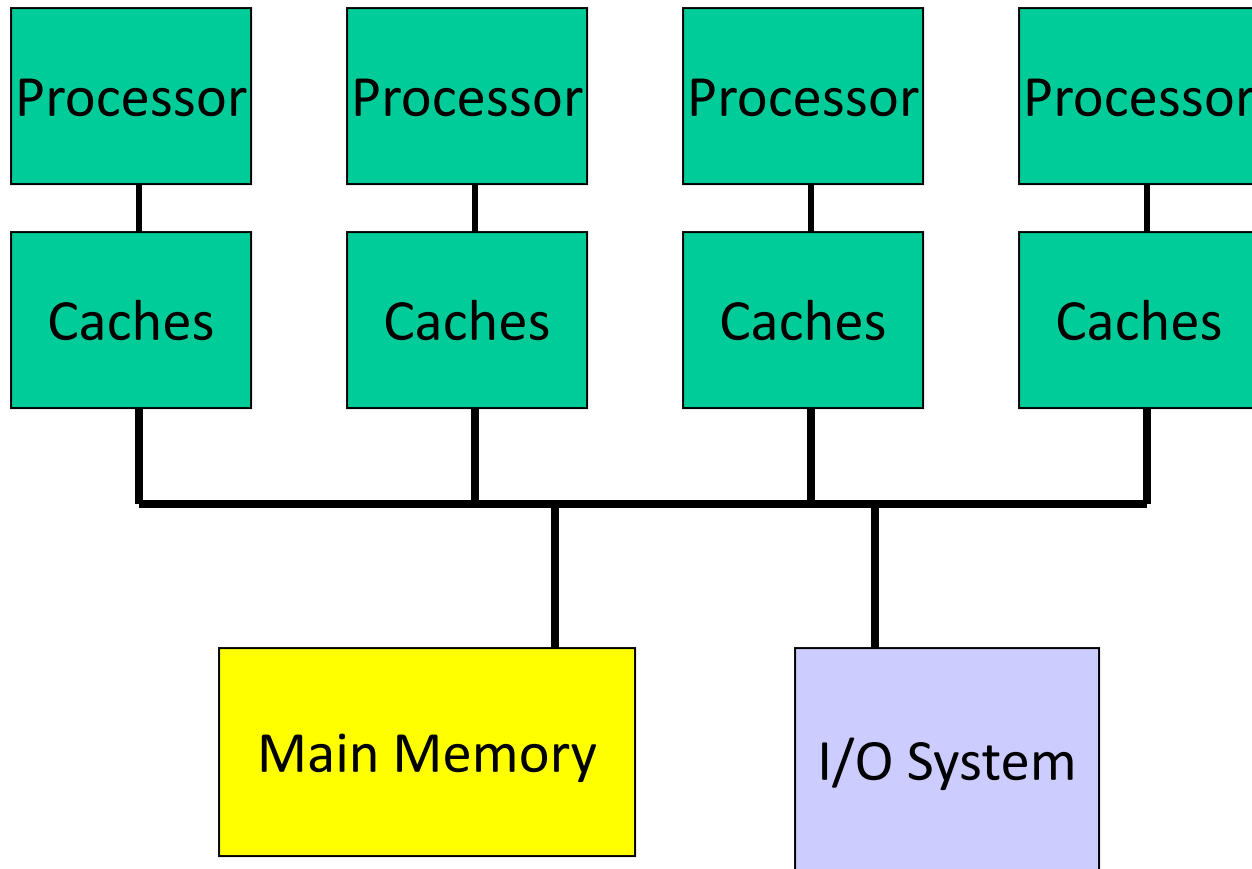 Processor
Processor
Processor
Processor
Caches
Caches
Caches
Caches
Main Memory
I/O System